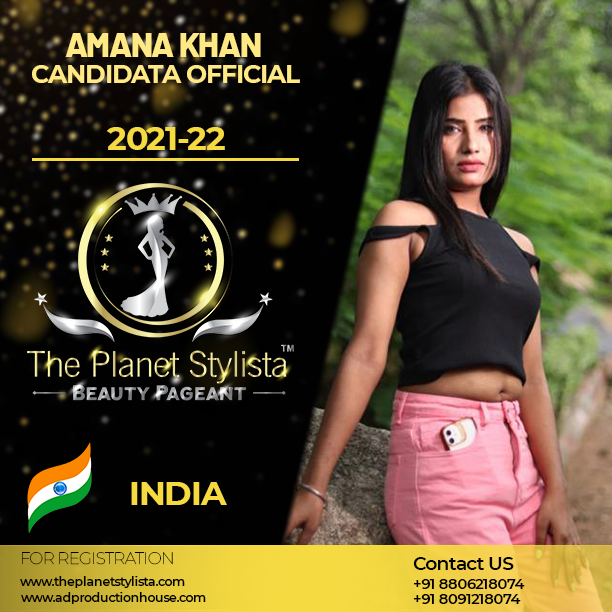 AMANA KHAN
CANDIDATA OFFICIAL
2021-22
The Planet Stylista™
BEAUTY PAGEANT
INDIA
FOR REGISTRATION
www.theplanetstylista.com
www.adproductionhouse.com
Contact US
+91 8806218074
+91 8091218074